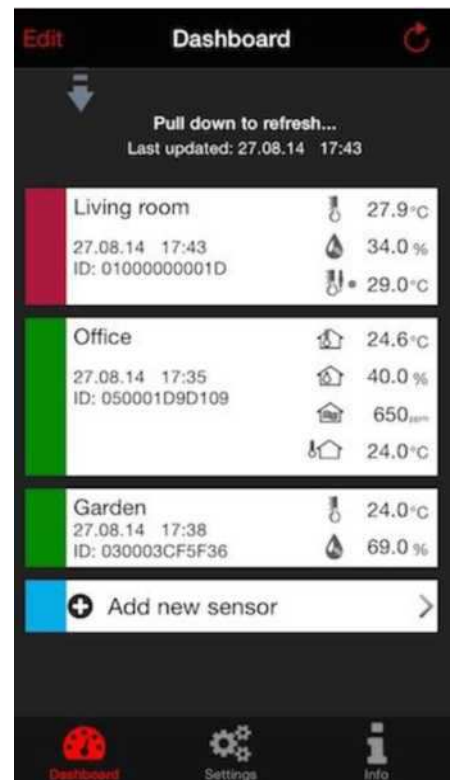 Edit Dashboard
Pull down to refresh...
Last updated: 27.08.14 17:43
Living room 27.9°C
27.08.14 17:43 34.0 %
ID: 01000000001D 29.0°C
Office 24.6°C
27.08.14 17:35 40.0 %
ID: 050001D9D109
650ppm
24.0°C
Garden 24.0°C
27.08.14 17:38
ID: 030003CF5F36 69.0 %
Add new sensor
Dashboard Settings Info